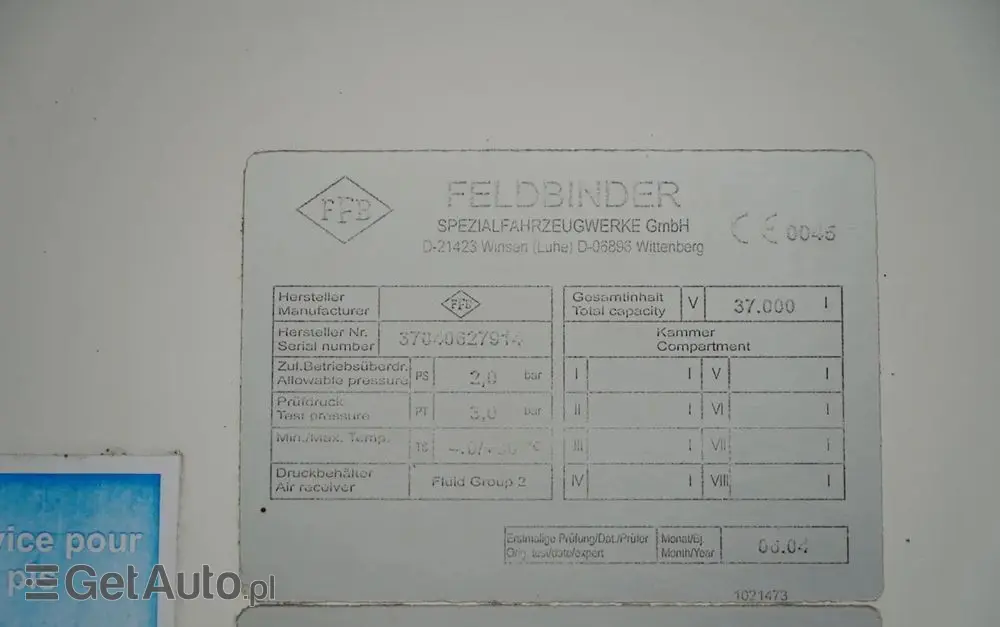 FFB
FELDBINDER
SPEZIALFAHRZEUGWERKE GmbH
D-21423 Winsen (Luhe) D-06896 Wittenberg
CE 0045
Hersteller
Manufacturer
FFB
Hersteller Nr.
Serial number
Zul.Betriebsüberdr.
Allowable pressure
PS
2,0
bar
Prüfdruck
Test pressure
PT
3,0
bar
Min./Max. Temp.
TS
°C
Druckbehälter
Air receiver
Fluid Group 2
Gesamtinhalt
Total capacity
V
37.000
l
Kammer
Compartment
I l V l
II l VI l
III l VII l
IV l VIII l
Erstmalige Prüfung/Dat./Prüfer
Orig. test/date/expert
Monat/Bj.
Month/Year
06.04
1021473
vice pour
GetAuto.pl